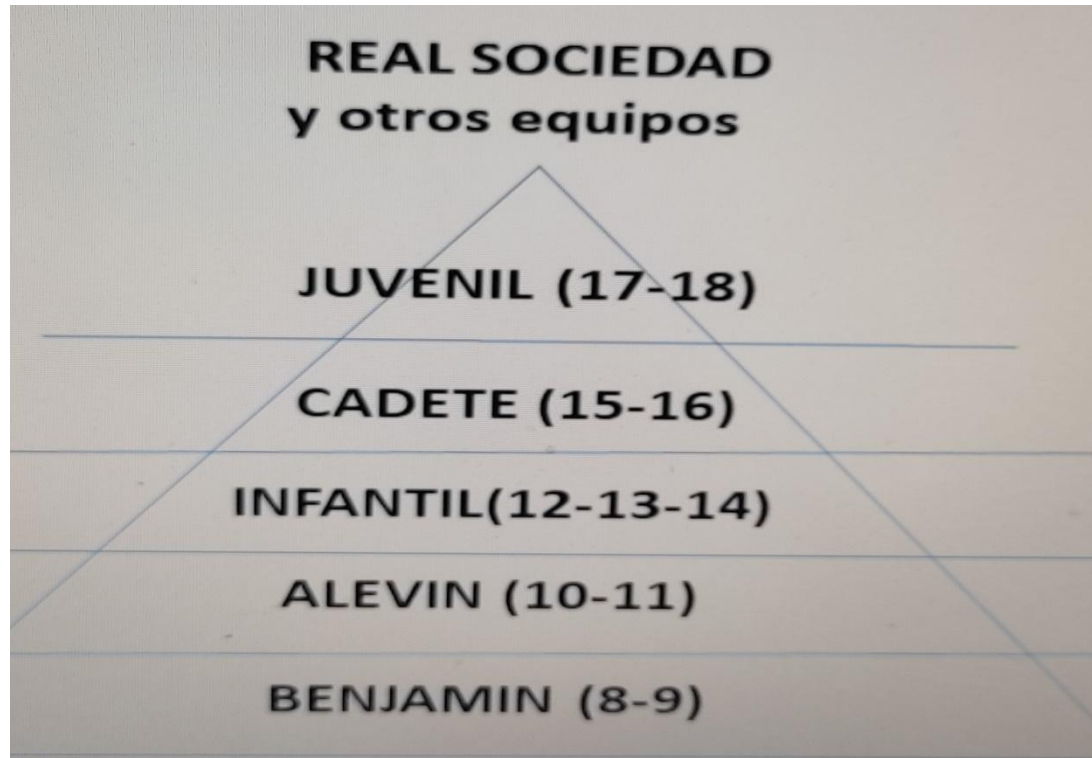 REAL SOCIEDAD
y otros equipos
JUVENIL (17-18)
CADETE (15-16)
INFANTIL(12-13-14)
ALEVIN (10-11)
BENJAMIN (8-9)